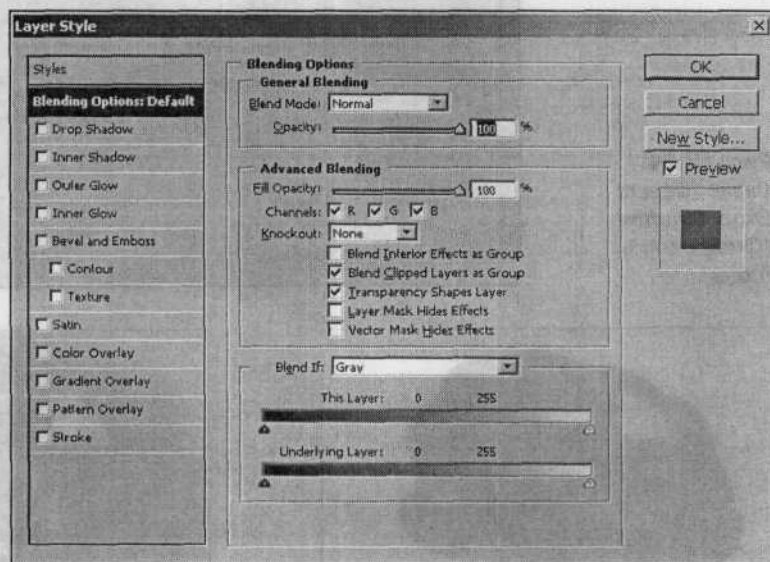 Layer Style
Styles
Blending Options: Default
Drop Shadow
Inner Shadow
Outer Glow
Inner Glow
Bevel and Emboss
Contour
Texture
Satin
Color Overlay
Gradient Overlay
Pattern Overlay
Stroke
Blending Options
General Blending
Blend Mode: Normal
Opacity: 100 %
Advanced Blending
Fill Opacity: 100 %
Channels: R G B
Knockout: None
Blend Interior Effects as Group
Blend Clipped Layers as Group
Transparency Shapes Layer
Layer Mask Hides Effects
Vector Mask Hides Effects
Blend If: Gray
This Layer: 0 255
Underlying Layer: 0 255
OK
Cancel
New Style...
Preview